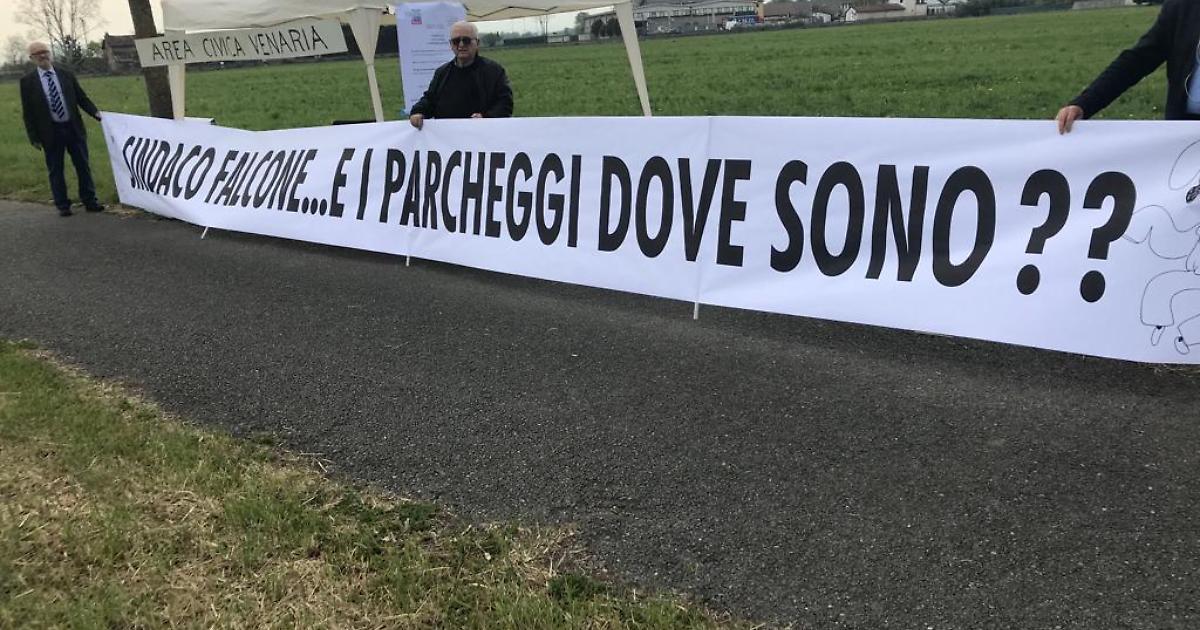 AREA CIVICA VENARIA
SINDACO FALCONE...E I PARCHEGGI DOVE SONO??